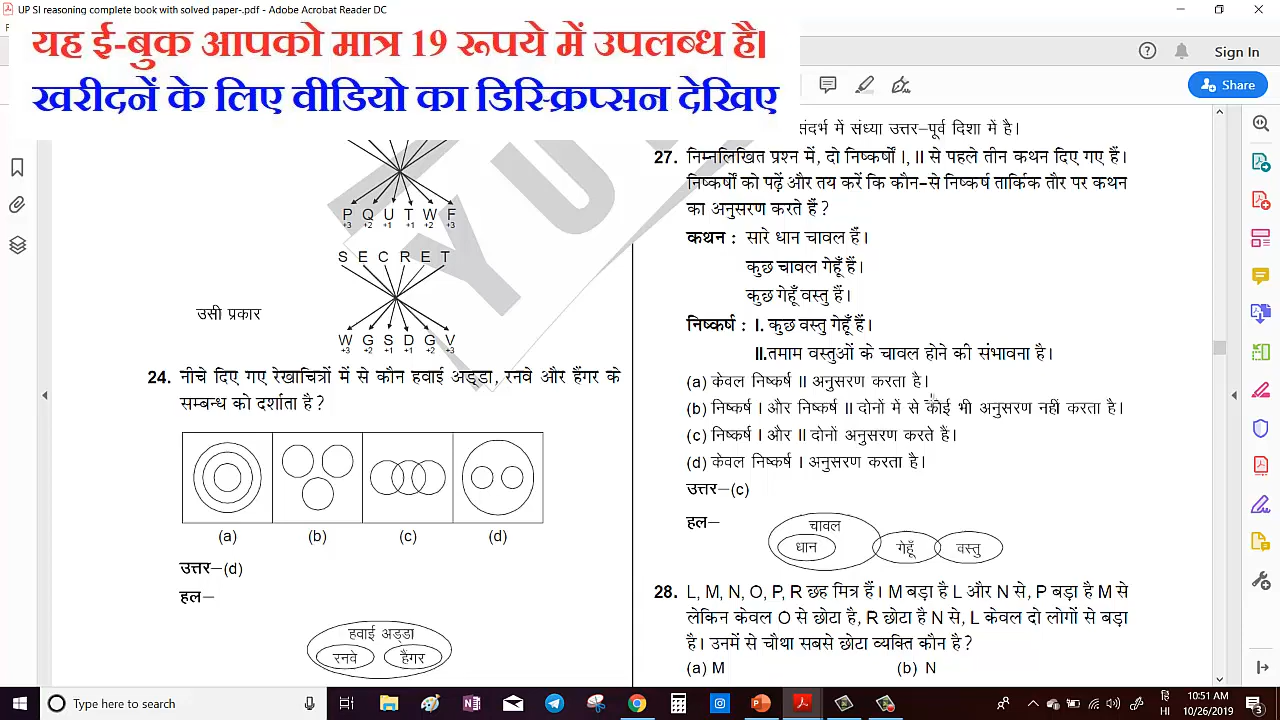 UP SI reasoning complete book with solved paper-.pdf - Adobe Acrobat Reader DC
यह ई-बुक आपको मात्र 19 रूपये में उपलब्ध है।
खरीदनें के लिए वीडियो का डिस्क्रिप्सन देखिए
Sign In
Share
P Q U T W F
+3 +2 +1 +1 +2 +3
S E C R E T
उसी प्रकार
W G S D G V
+3 +2 +1 +1 +2 +3
24. नीचे दिए गए रेखाचित्रों में से कौन हवाई अड्डा, रनवे और हैंगर के
सम्बन्ध को दर्शाता है ?
(a) (b) (c) (d)
उत्तर–(d)
हल–
हवाई अड्डा
रनवे हैंगर
संदर्भ में संध्या उत्तर–पूर्व दिशा में है।
27. निम्नलिखित प्रश्न में, दो निष्कर्षों I, II से पहले तीन कथन दिए गए हैं।
निष्कर्षों को पढ़ें और तय करें कि कौन–से निष्कर्ष तार्किक तौर पर कथन
का अनुसरण करते हैं ?
कथन : सारे धान चावल हैं।
कुछ चावल गेहूँ हैं।
कुछ गेहूँ वस्तु हैं।
निष्कर्ष : I. कुछ वस्तु गेहूँ हैं।
II.तमाम वस्तुओं के चावल होने की संभावना है।
(a) केवल निष्कर्ष II अनुसरण करता है।
(b) निष्कर्ष I और निष्कर्ष II दोनों में से कोई भी अनुसरण नहीं करता है।
(c) निष्कर्ष I और II दोनों अनुसरण करते हैं।
(d) केवल निष्कर्ष I अनुसरण करता है।
उत्तर–(c)
हल–
चावल
धान गेहूँ वस्तु
28. L, M, N, O, P, R छह मित्र हैं। M बड़ा है L और N से, P बड़ा है M से
लेकिन केवल O से छोटा है, R छोटा है N से, L केवल दो लोगों से बड़ा
है। उनमें से चौथा सबसे छोटा व्यक्ति कौन है ?
(a) M (b) N
Type here to search
हि 10:51 AM
HI 10/26/2019